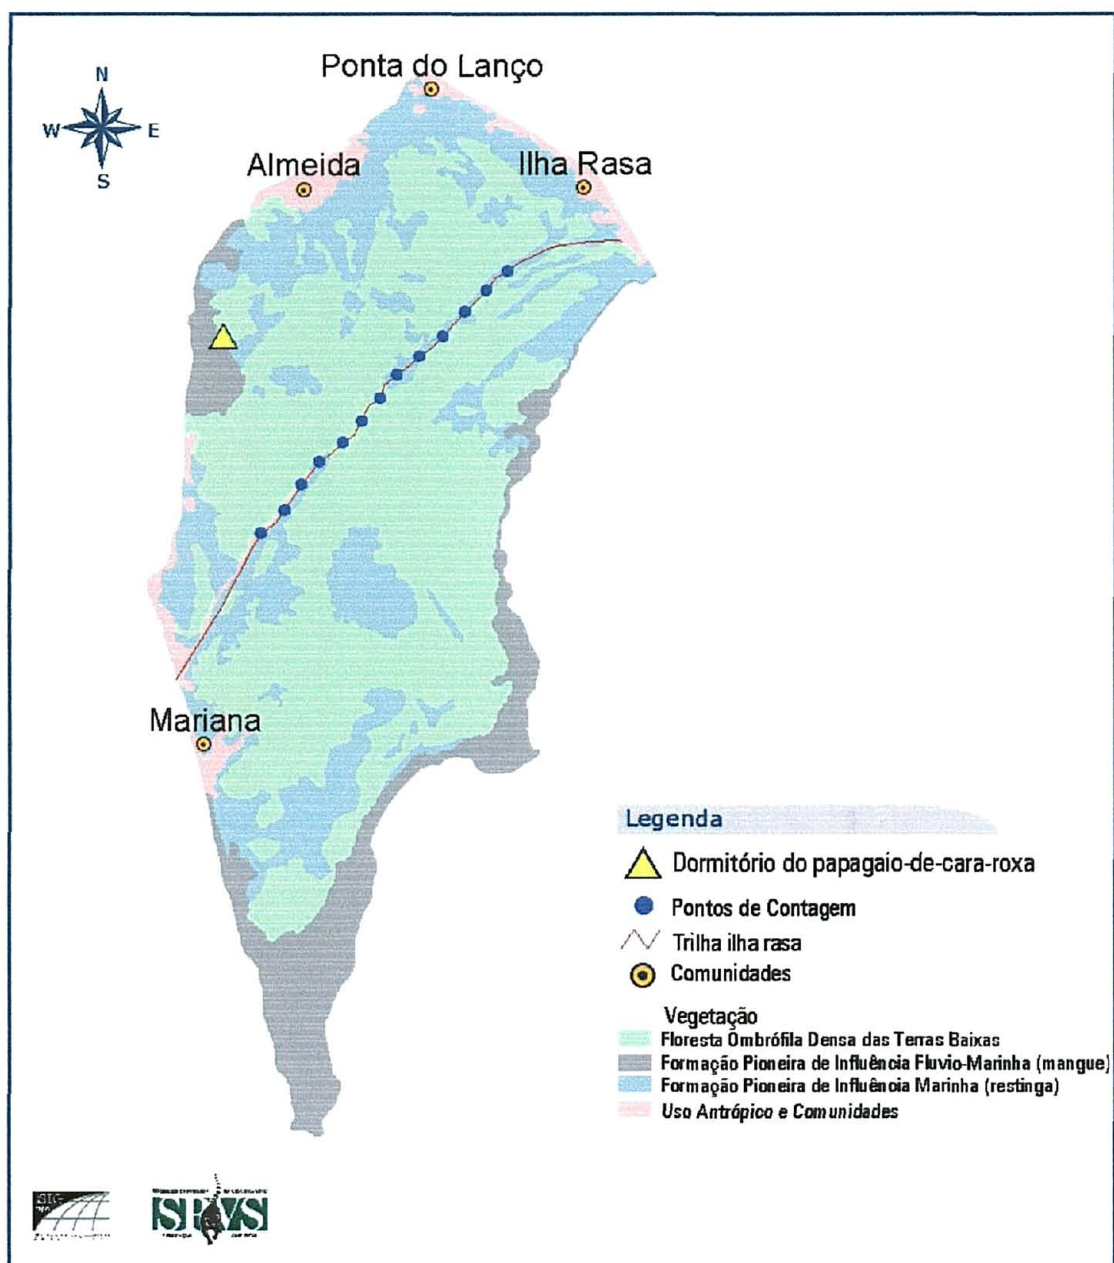 Ponta do Lanço
N
W E
S
Almeida
Ilha Rasa
Mariana
Legenda
Dormitório do papagaio-de-cara-roxa
Pontos de Contagem
Trilha ilha rasa
Comunidades
Vegetação
Floresta Ombrófila Densa das Terras Baixas
Formação Pioneira de Influência Fluvio-Marinha (mangue)
Formação Pioneira de Influência Marinha (restinga)
Uso Antrópico e Comunidades
SPVS